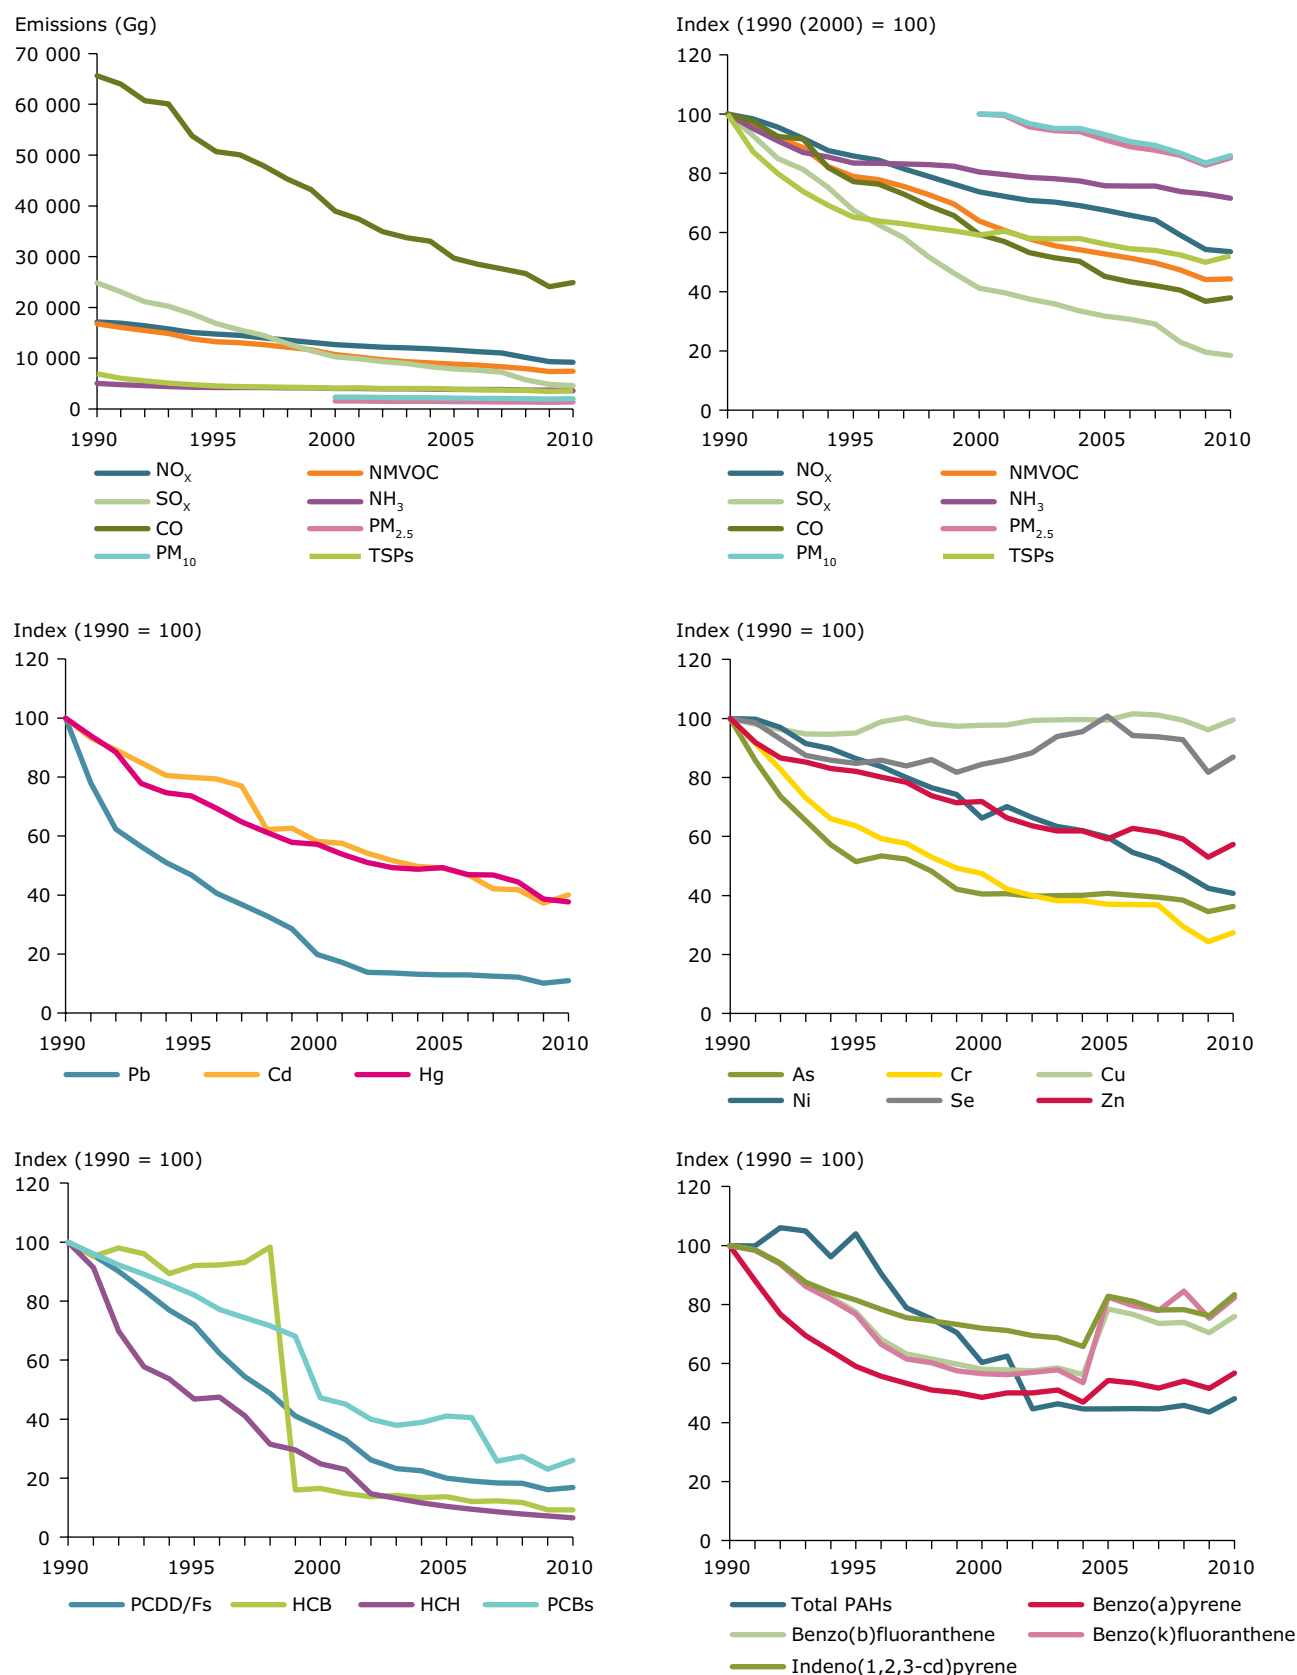 Emissions (Gg)
70 000
60 000
50 000
40 000
30 000
20 000
10 000
0
1990 1995 2000 2005 2010
NOx NMVOC
SOx NH3
CO PM2.5
PM10 TSPs
Index (1990 (2000) = 100)
120
100
80
60
40
20
0
1990 1995 2000 2005 2010
NOx NMVOC
SOx NH3
CO PM2.5
PM10 TSPs
Index (1990 = 100)
120
100
80
60
40
20
0
1990 1995 2000 2005 2010
Pb Cd Hg
Index (1990 = 100)
120
100
80
60
40
20
0
1990 1995 2000 2005 2010
As Cr Cu
Ni Se Zn
Index (1990 = 100)
120
100
80
60
40
20
0
1990 1995 2000 2005 2010
PCDD/Fs HCB HCH PCBs
Index (1990 = 100)
120
100
80
60
40
20
0
1990 1995 2000 2005 2010
Total PAHs Benzo(a)pyrene
Benzo(b)fluoranthene Benzo(k)fluoranthene
Indeno(1,2,3-cd)pyrene